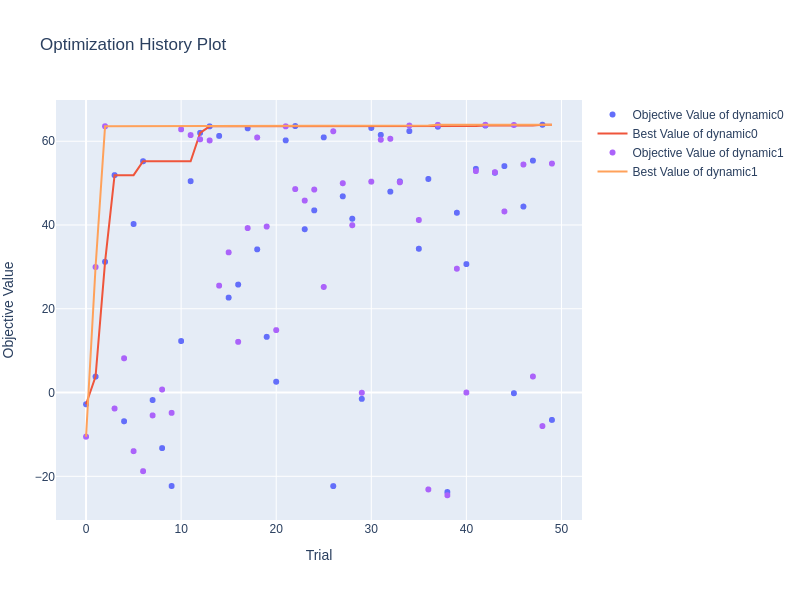 Optimization History Plot
Objective Value of dynamic0
Best Value of dynamic0
Objective Value of dynamic1
Best Value of dynamic1
60
40
20
0
−20
Objective Value
0
10
20
30
40
50
Trial